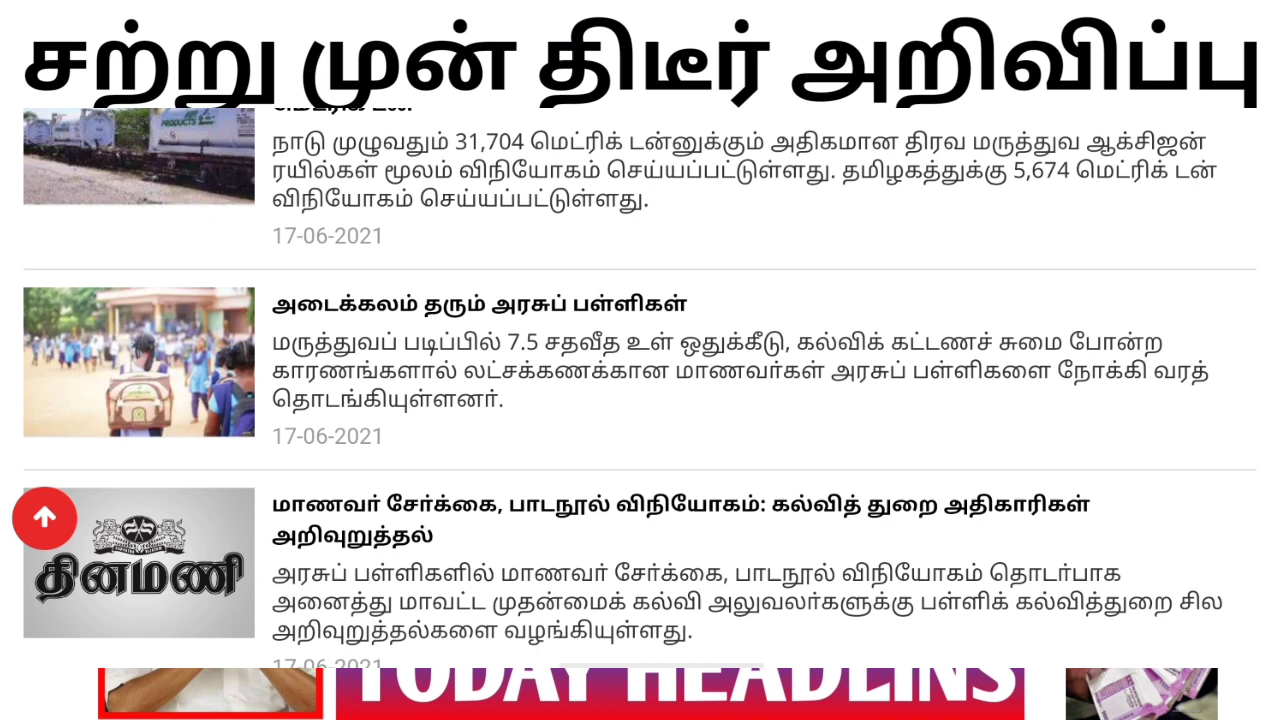 சற்று முன் திடீர் அறிவிப்பு
PRODUCTS
நாடு முழுவதும் 31,704 மெட்ரிக் டன்னுக்கும் அதிகமான திரவ மருத்துவ ஆக்சிஜன்
ரயில்கள் மூலம் விநியோகம் செய்யப்பட்டுள்ளது. தமிழகத்துக்கு 5,674 மெட்ரிக் டன்
விநியோகம் செய்யப்பட்டுள்ளது.
17-06-2021
அடைக்கலம் தரும் அரசுப் பள்ளிகள்
மருத்துவப் படிப்பில் 7.5 சதவீத உள் ஒதுக்கீடு, கல்விக் கட்டணச் சுமை போன்ற
காரணங்களால் லட்சக்கணக்கான மாணவர்கள் அரசுப் பள்ளிகளை நோக்கி வரத்
தொடங்கியுள்ளனர்.
17-06-2021
மாணவர் சேர்க்கை, பாடநூல் விநியோகம்: கல்வித் துறை அதிகாரிகள்
அறிவுறுத்தல்
தினமணி
அரசுப் பள்ளிகளில் மாணவர் சேர்க்கை, பாடநூல் விநியோகம் தொடர்பாக
அனைத்து மாவட்ட முதன்மைக் கல்வி அலுவலர்களுக்கு பள்ளிக் கல்வித்துறை சில
அறிவுறுத்தல்களை வழங்கியுள்ளது.
17-06-2021
TODAY HEADLINS